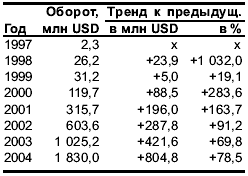 Оборот, Тренд к предыдущ.
Год млн USD в млн USD в %
1997 2,3 x x
1998 26,2 +23,9 +1 032,0
1999 31,2 +5,0 +19,1
2000 119,7 +88,5 +283,6
2001 315,7 +196,0 +163,7
2002 603,6 +287,8 +91,2
2003 1 025,2 +421,6 +69,8
2004 1 830,0 +804,8 +78,5